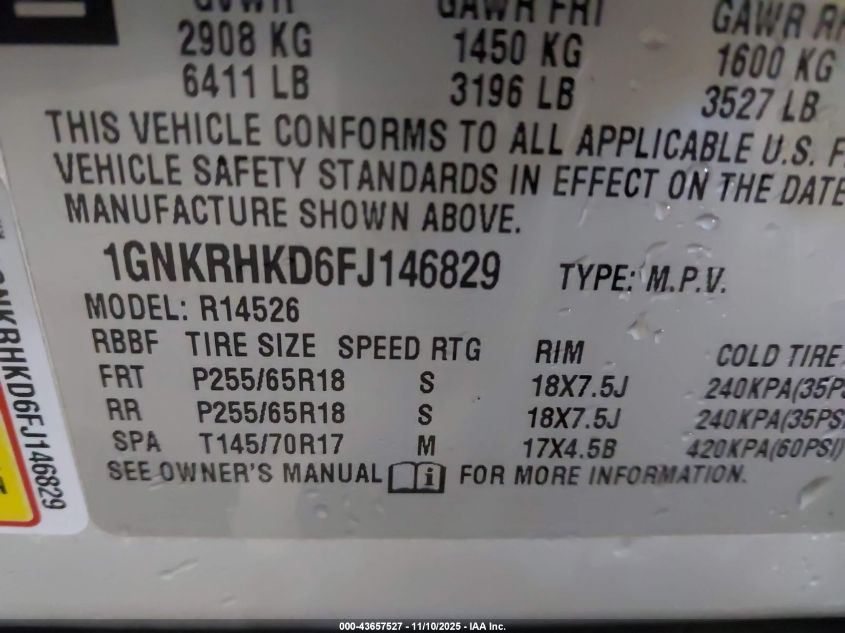 GVWR GAWR FRT GAWR
2908 KG 1450 KG 1600 KG
6411 LB 3196 LB 3527 LB
THIS VEHICLE CONFORMS TO ALL APPLICABLE U.S.
VEHICLE SAFETY STANDARDS IN EFFECT ON THE DATE
MANUFACTURE SHOWN ABOVE.
1GNKRHKD6FJ146829 TYPE: M.P.V.
MODEL: R14526
RBBF TIRE SIZE SPEED RTG RIM COLD TIRE
FRT P255/65R18 S 18X7.5J 240KPA(35PS
RR P255/65R18 S 18X7.5J 240KPA(35PSI
SPA T145/70R17 M 17X4.5B 420KPA(60PSI)
SEE OWNER'S MANUAL FOR MORE INFORMATION.
GNKRHKD6FJ146829
000-43657527 - 11/10/2025 - IAA Inc.